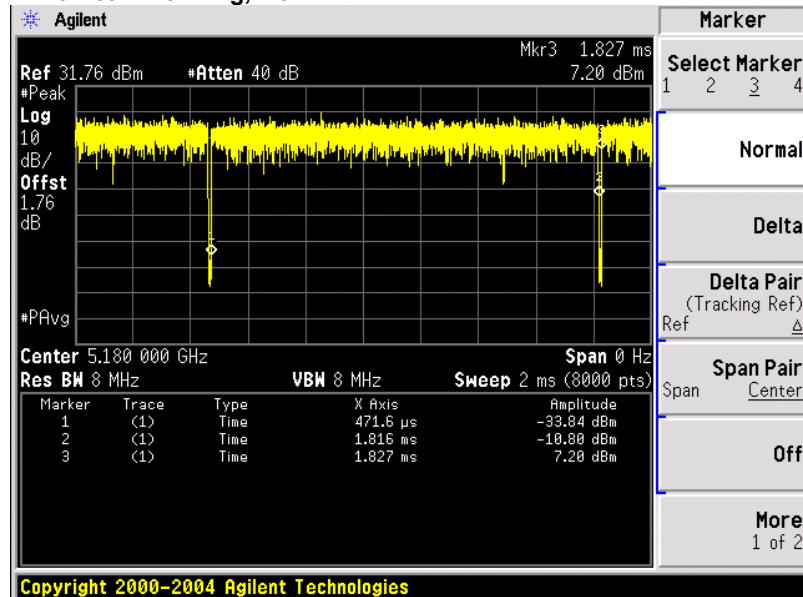 Agilent
Marker
Mkr3 1.827 ms
Ref 31.76 dBm #Atten 40 dB 7.20 dBm
#Peak
Log
10
dB/
Offst
1.76
dB
#PAvg
Center 5.180 000 GHz Span 0 Hz
Res BW 8 MHz VBW 8 MHz Sweep 2 ms (8000 pts)
Marker Trace Type X Axis Amplitude
1 (1) Time 471.6 µs -33.84 dBm
2 (1) Time 1.816 ms -10.80 dBm
3 (1) Time 1.827 ms 7.20 dBm
Select Marker
1 2 3 4
Normal
Delta
Delta Pair
(Tracking Ref)
Ref Δ
Span Pair
Span Center
Off
More
1 of 2
Copyright 2000-2004 Agilent Technologies